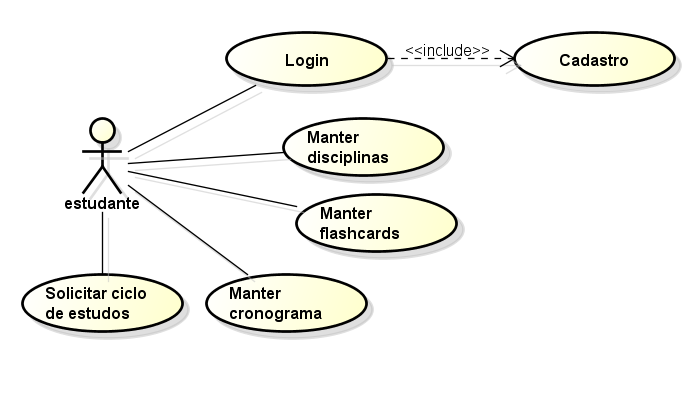 Login
<<include>>
Cadastro
Manter
disciplinas
estudante
Manter
flashcards
Solicitar ciclo
de estudos
Manter
cronograma